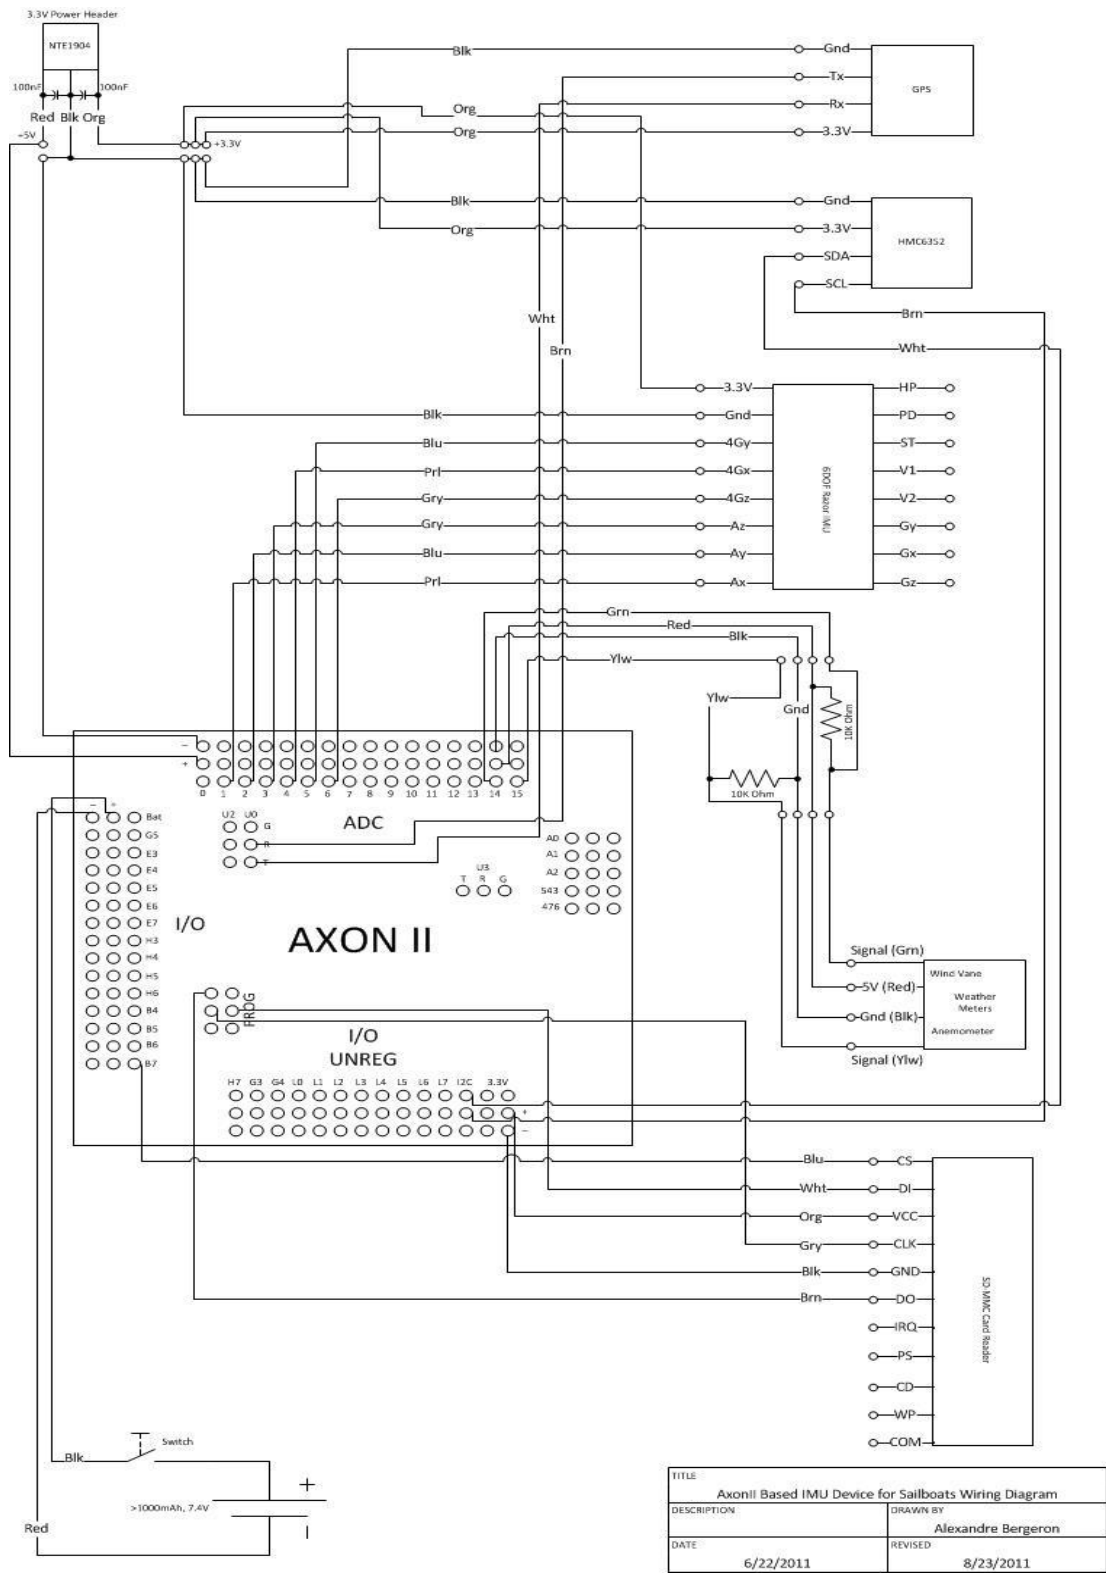 3.3V Power Header
NTE1904
100nF
100nF
Red Blk Org
+5V
+3.3V
Blk
Org
Org
Gnd
Tx
Rx
3.3V
GPS
Blk
Org
Gnd
3.3V
SDA
SCL
HMC6352
Brn
Wht
Wht
Brn
3.3V
Gnd
4Gy
4Gx
4Gz
Az
Ay
Ax
6DOF Razor IMU
HP
PD
ST
V1
V2
Gy
Gx
Gz
Blk
Blu
Prl
Gry
Gry
Blu
Prl
Grn
Red
Blk
Ylw
Ylw
Gnd
10K Ohm
10K Ohm
−
+
0 1 2 3 4 5 6 7 8 9 10 11 12 13 14 15
ADC
U2 U0
G
R
T
U3
T R G
A0
A1
A2
543
476
− +
Bat
G5
E3
E4
E5
E6
E7
H3
H4
H5
H6
B4
B5
B6
B7
I/O
AXON II
PROG
I/O
UNREG
H7 G3 G4 L0 L1 L2 L3 L4 L5 L6 L7 I2C 3.3V
+
−
Signal (Grn)
5V (Red)
Gnd (Blk)
Signal (Ylw)
Wind Vane
Weather
Meters
Anemometer
Blu
Wht
Org
Gry
Blk
Brn
CS
DI
VCC
CLK
GND
DO
IRQ
PS
CD
WP
COM
SD-MMC Card Reader
Switch
Blk
Red
>1000mAh, 7.4V
+
−
TITLE
AxonII Based IMU Device for Sailboats Wiring Diagram
DESCRIPTION
DRAWN BY
Alexandre Bergeron
DATE
6/22/2011
REVISED
8/23/2011